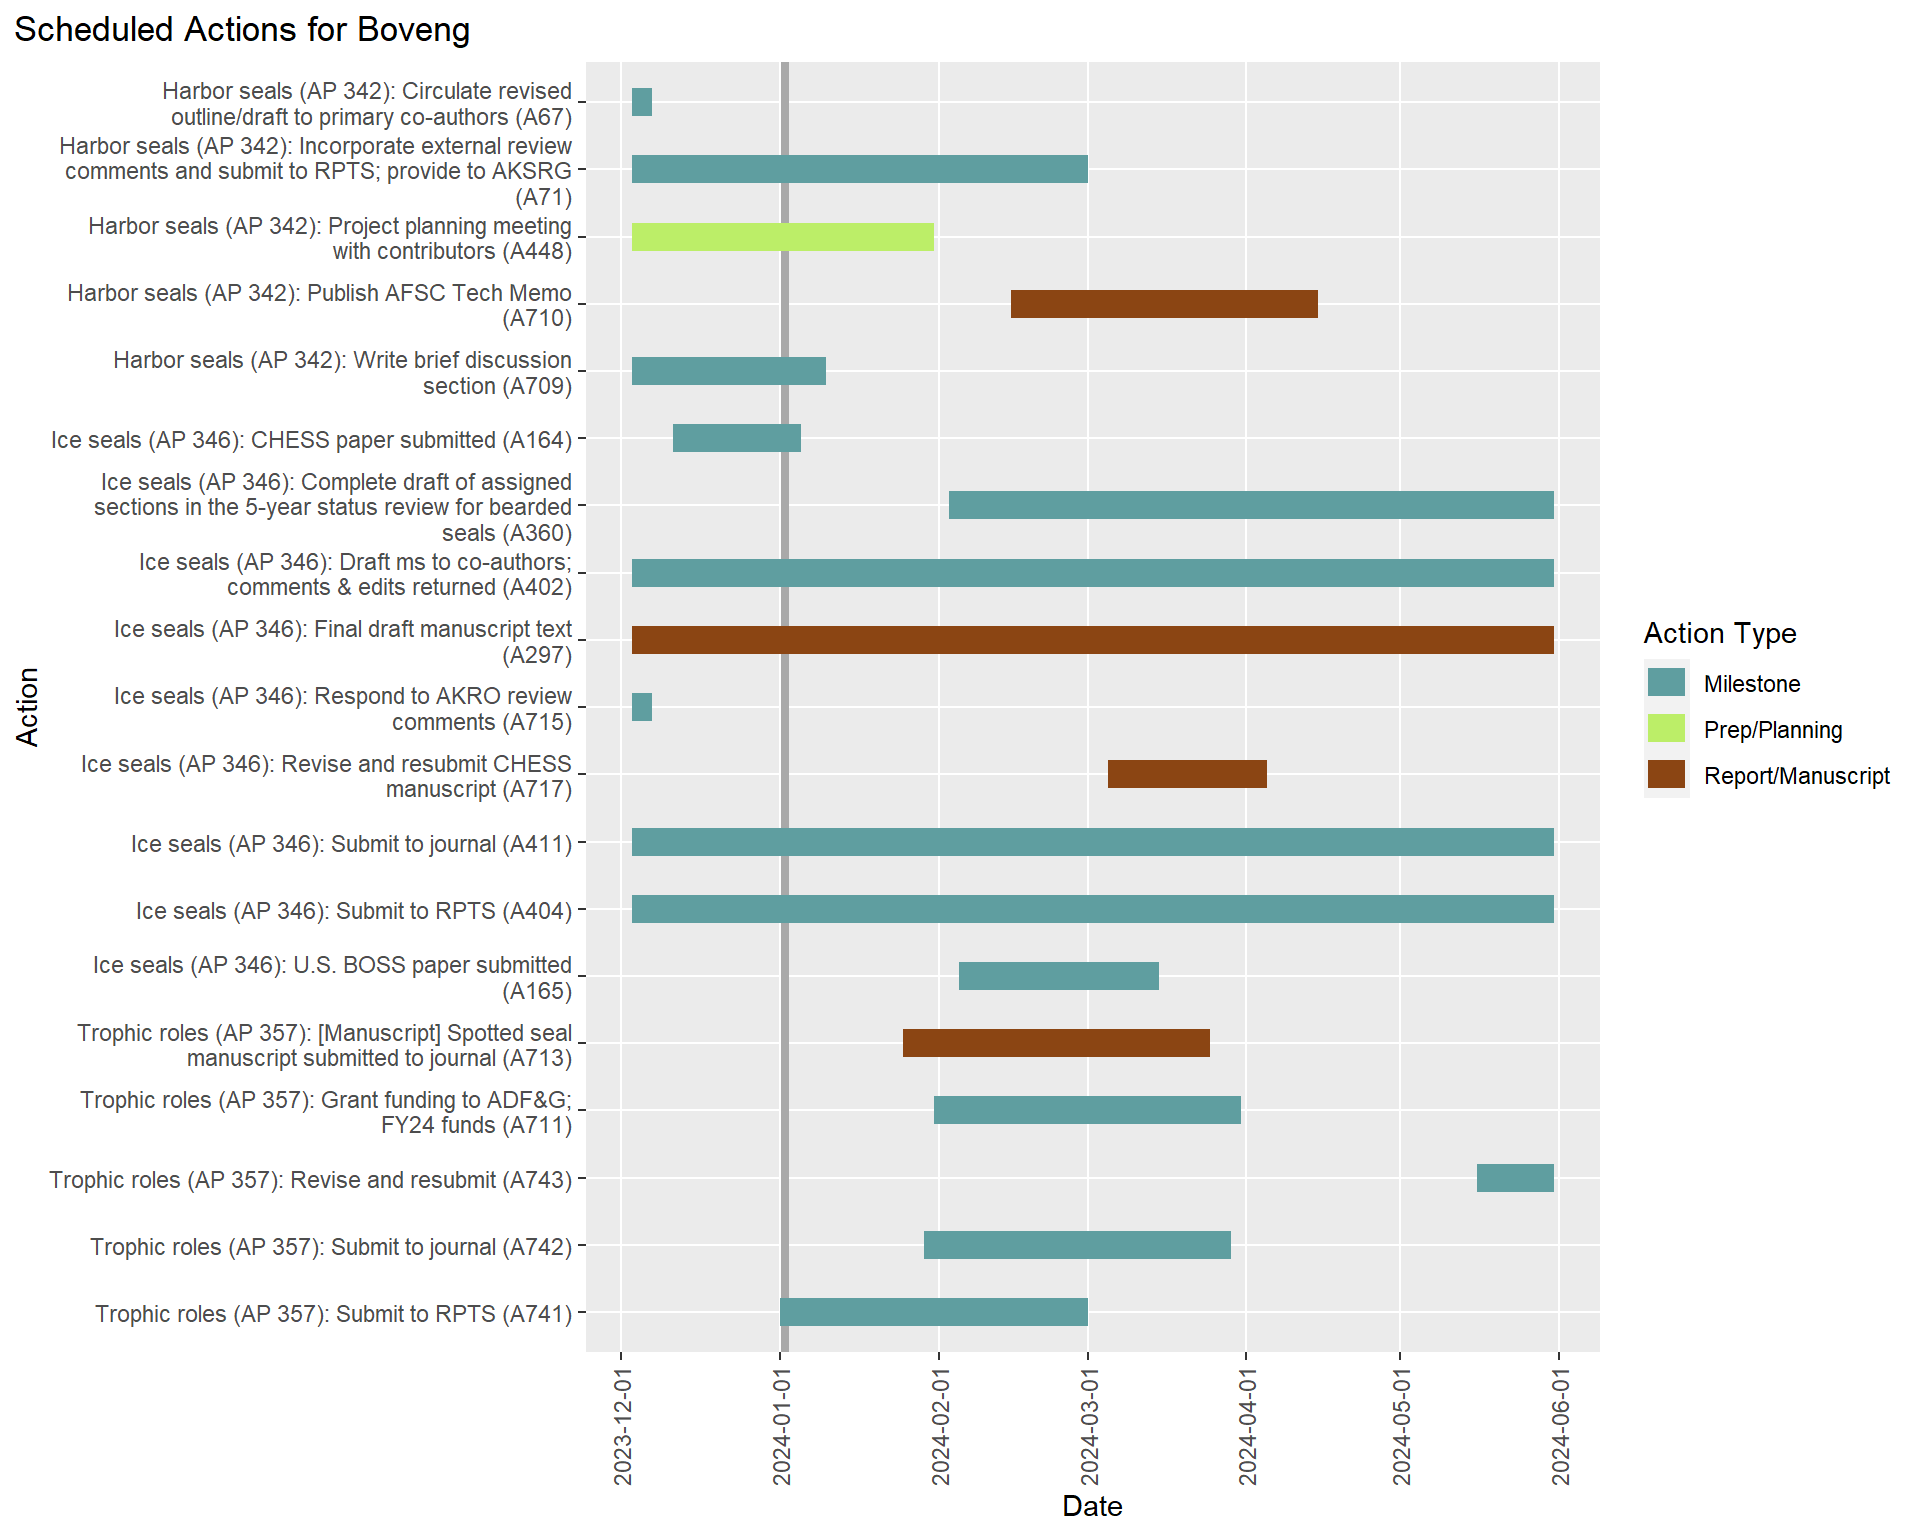 Scheduled Actions for Boveng
Harbor seals (AP 342): Circulate revised
outline/draft to primary co-authors (A67)
Harbor seals (AP 342): Incorporate external review
comments and submit to RPTS; provide to AKSRG
(A71)
Harbor seals (AP 342): Project planning meeting
with contributors (A448)
Harbor seals (AP 342): Publish AFSC Tech Memo
(A710)
Harbor seals (AP 342): Write brief discussion
section (A709)
Ice seals (AP 346): CHESS paper submitted (A164)
Ice seals (AP 346): Complete draft of assigned
sections in the 5-year status review for bearded
seals (A360)
Ice seals (AP 346): Draft ms to co-authors;
comments & edits returned (A402)
Ice seals (AP 346): Final draft manuscript text
(A297)
Ice seals (AP 346): Respond to AKRO review
comments (A715)
Ice seals (AP 346): Revise and resubmit CHESS
manuscript (A717)
Ice seals (AP 346): Submit to journal (A411)
Ice seals (AP 346): Submit to RPTS (A404)
Ice seals (AP 346): U.S. BOSS paper submitted
(A165)
Trophic roles (AP 357): [Manuscript] Spotted seal
manuscript submitted to journal (A713)
Trophic roles (AP 357): Grant funding to ADF&G;
FY24 funds (A711)
Trophic roles (AP 357): Revise and resubmit (A743)
Trophic roles (AP 357): Submit to journal (A742)
Trophic roles (AP 357): Submit to RPTS (A741)
Action
2023-12-01
2024-01-01
2024-02-01
2024-03-01
2024-04-01
2024-05-01
2024-06-01
Date
Action Type
Milestone
Prep/Planning
Report/Manuscript